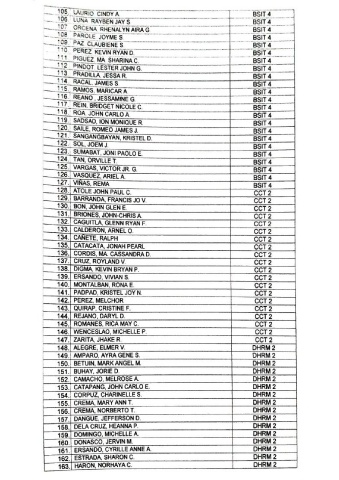 105. LAURIO CINDY A BSIT 4
106. LUNA RAYBEN JAY S BSIT 4
107. ORCENA RHENALYN AIRA G BSIT 4
108. PAROLE JOYME S BSIT 4
109. PAZ CLAUBIENE S BSIT 4
110. PEREZ KEVIN RYAN D. BSIT 4
111. PIGUEZ, MA. SHARINA C. BSIT 4
112. PINDOT, LESTER JOHN G. BSIT 4
113. PRADILLA, JESSA R. BSIT 4
114. RACAL, JAMES S BSIT 4
115. RAMOS, MARICAR A. BSIT 4
116. REANO, JESSAMINE G. BSIT 4
117. REIN, BRIDGET NICOLE C. BSIT 4
118. ROA, JOHN CARLO A. BSIT 4
119. SADSAD, ION MONIQUE R. BSIT 4
120. SAILE, ROMEO JAMES J. BSIT 4
121. SANGANGBAYAN, KRISTEL D. BSIT 4
122. SOL, JOEM J. BSIT 4
123. SUMABAT, JONI PAOLO E. BSIT 4
124. TAN, ORVILLE T. BSIT 4
125. VARGAS, VICTOR JR. G. BSIT 4
126. VASQUEZ, ARIEL A. BSIT 4
127. VIÑAS, REMA BSIT 4
128. ATOLE JOHN PAUL C. CCT 2
129. BARRANDA, FRANCIS JO V. CCT 2
130. BON, JOHN GLEN E. CCT 2
131. BRIONES, JOHN-CHRIS A. CCT 2
132. CAGUITLA, GLENN RYAN F. CCT 2
133. CALDERON, ARNEL O. CCT 2
134. CAÑETE, RALPH CCT 2
135. CATACATA, JONAH PEARL CCT 2
136. CORDIS, MA. CASSANDRA D. CCT 2
137. CRUZ, ROYLAND V. CCT 2
138. DIGMA, KEVIN BRYAN P. CCT 2
139. ERSANDO, VIVIAN S. CCT 2
140. MONTALBAN, RONA E. CCT 2
141. PADPAD, KRISTEL JOY N. CCT 2
142. PEREZ, MELCHOR CCT 2
143. QUIRAP, CRISTINE F. CCT 2
144. REJANO, DARYL D. CCT 2
145. ROMANES, RICA MAY C. CCT 2
146. WENCESLAO, MICHELLE P. CCT 2
147. ZARITA, JHAKE R. CCT 2
148. ALEGRE, ELMER V. DHRM 2
149. AMPARO, AYRA GENE S. DHRM 2
150. BETUIN, MARK ANGEL M. DHRM 2
151. BUHAY, JORIE D. DHRM 2
152. CAMACHO, MELROSE A. DHRM 2
153. CATAPANG, JOHN CARLO E. DHRM 2
154. CORPUZ, CHARINELLE S. DHRM 2
155. CREMA, MARY ANN T. DHRM 2
156. CREMA, NORBERTO T. DHRM 2
157. DANGUE, JEFFERSON D. DHRM 2
158. DELA CRUZ, HEANNA P. DHRM 2
159. DOMINGO, MICHELLE A. DHRM 2
160. DONASCO, JERVIN M. DHRM 2
161. ERSANDO, CYRILLE ANNE A. DHRM 2
162. ESTRADA, SHARON C. DHRM 2
163. HARON, NORHAYA C. DHRM 2